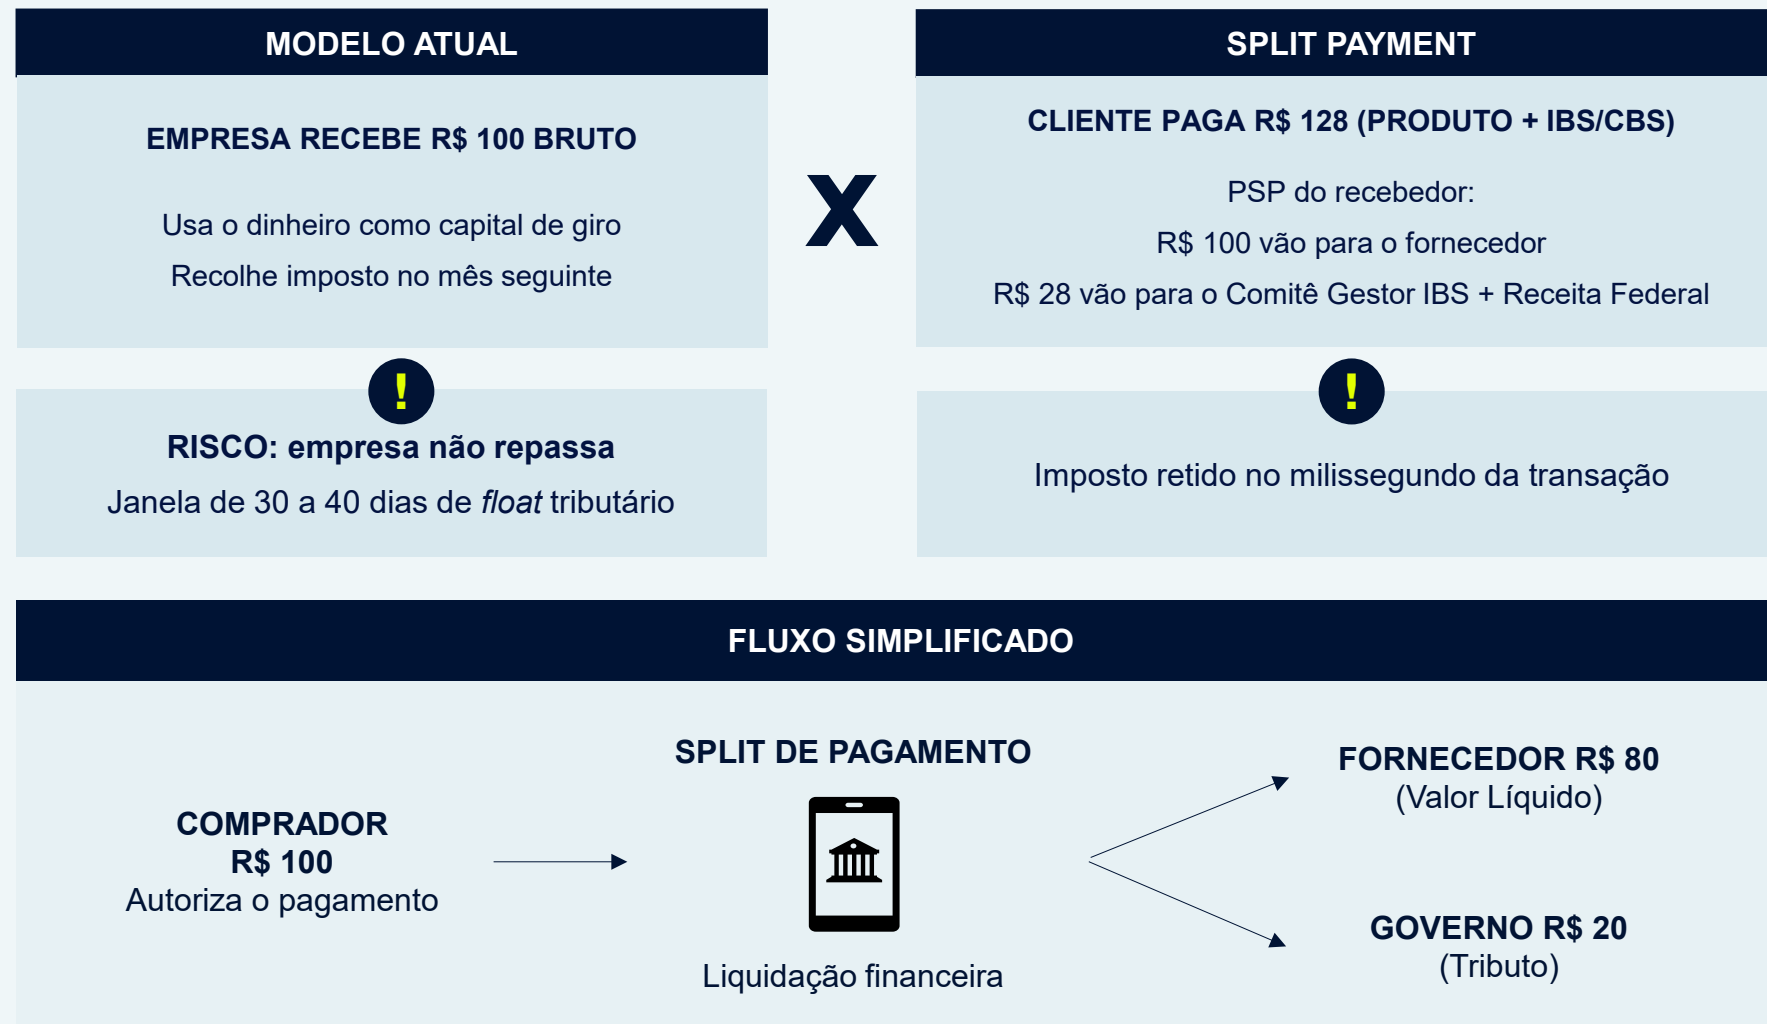 MODELO ATUAL
EMPRESA RECEBE R$ 100 BRUTO
Usa o dinheiro como capital de giro
Recolhe imposto no mês seguinte
X
SPLIT PAYMENT
CLIENTE PAGA R$ 128 (PRODUTO + IBS/CBS)
PSP do recebedor:
R$ 100 vão para o fornecedor
R$ 28 vão para o Comitê Gestor IBS + Receita Federal
!
RISCO: empresa não repassa
Janela de 30 a 40 dias de float tributário
!
Imposto retido no milissegundo da transação
FLUXO SIMPLIFICADO
COMPRADOR
R$ 100
Autoriza o pagamento
SPLIT DE PAGAMENTO
Liquidação financeira
FORNECEDOR R$ 80
(Valor Líquido)
GOVERNO R$ 20
(Tributo)